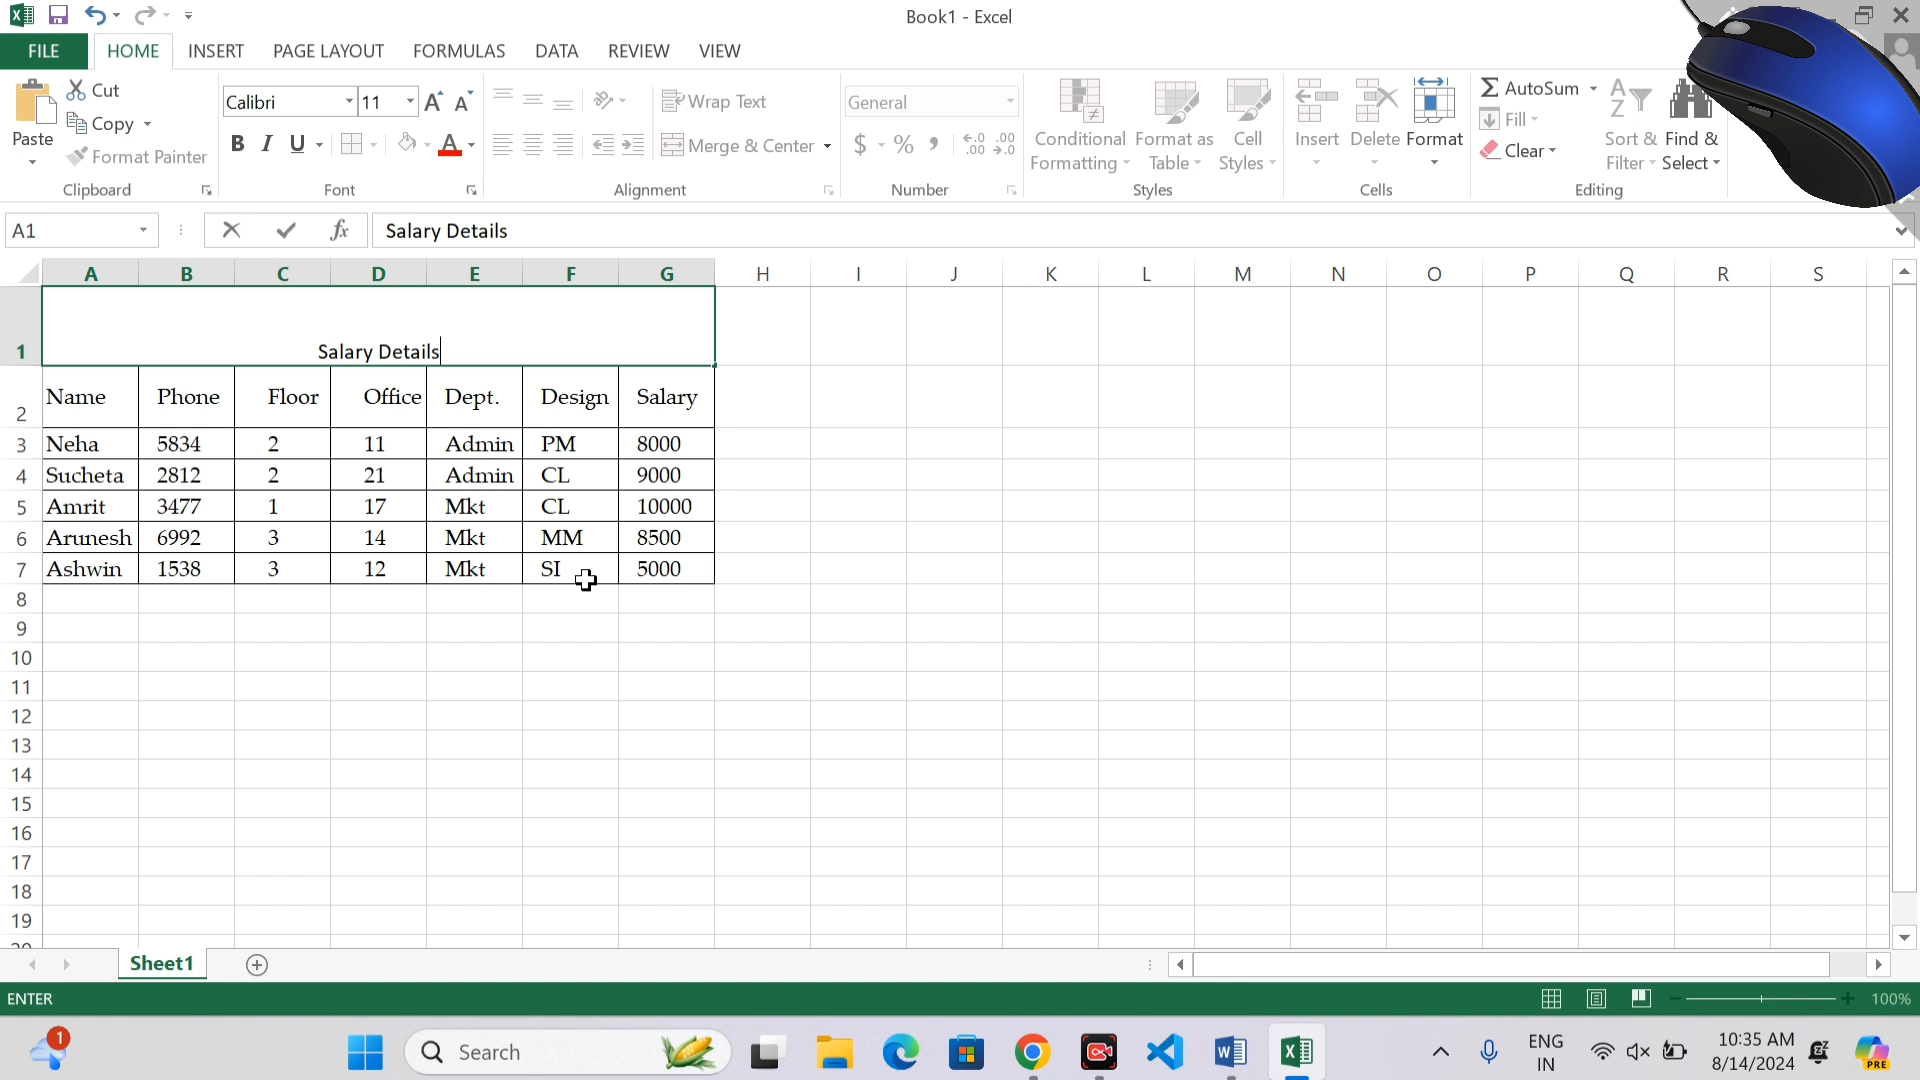 Book1 - Excel
FILE HOME INSERT PAGE LAYOUT FORMULAS DATA REVIEW VIEW
Paste
Cut
Copy
Format Painter
Clipboard
Calibri 11
B I U
Font
Wrap Text
Merge & Center
Alignment
General
$ % ,
Number
Conditional
Formatting
Format as
Table
Cell
Styles
Styles
Insert Delete Format
Cells
AutoSum
Fill
Clear
Sort &
Filter
Find &
Select
Editing
A1 fx Salary Details
A B C D E F G H I J K L M N O P Q R S
1 Salary Details
2 Name Phone Floor Office Dept. Design Salary
3 Neha 5834 2 11 Admin PM 8000
4 Sucheta 2812 2 21 Admin CL 9000
5 Amrit 3477 1 17 Mkt CL 10000
6 Arunesh 6992 3 14 Mkt MM 8500
7 Ashwin 1538 3 12 Mkt SI 5000
8
9
10
11
12
13
14
15
16
17
18
19
Sheet1
ENTER 100%
1 Search
ENG
IN
10:35 AM
8/14/2024
PRE